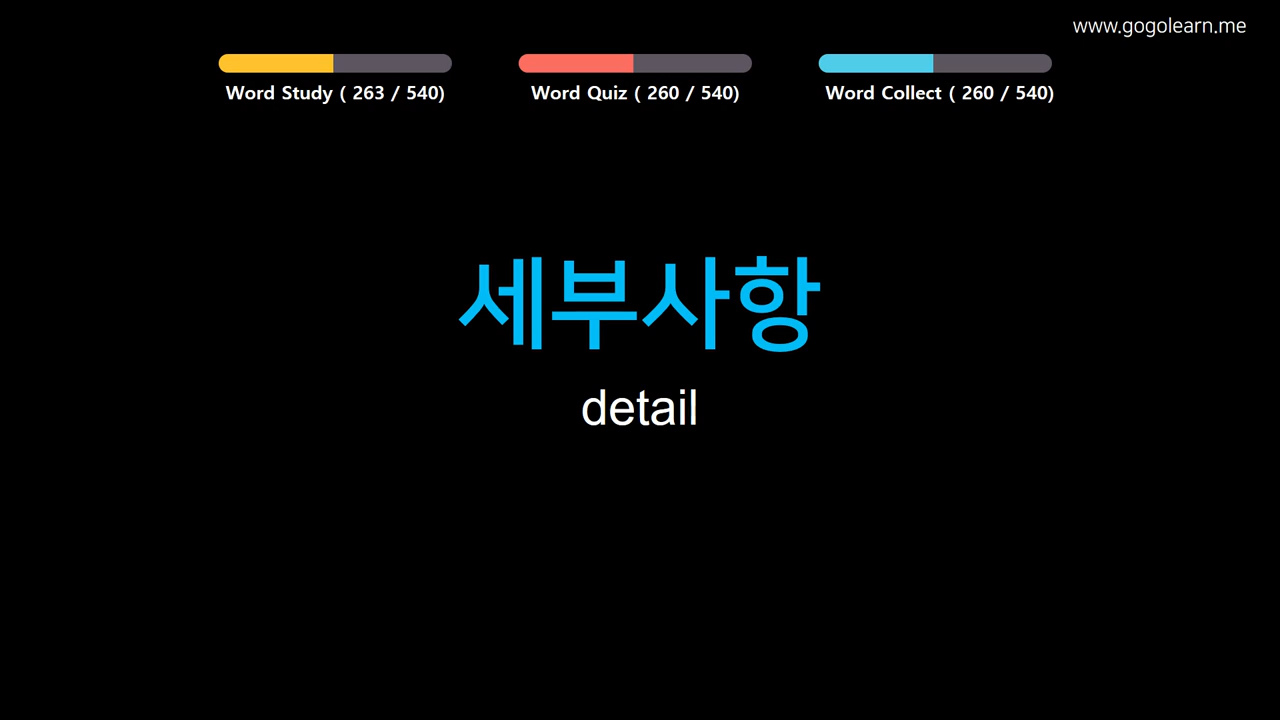 www.gogolearn.me
Word Study ( 263 / 540)
Word Quiz ( 260 / 540)
Word Collect ( 260 / 540)
세부사항
detail